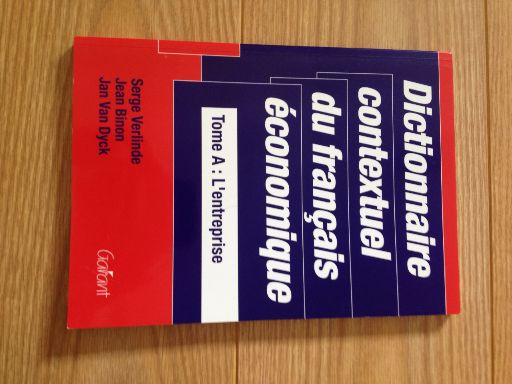 Dictionnaire
contextuel
du français
économique
Tome A : L'entreprise
Serge Verlinde
Jean Binon
Jan Van Dyck
Garant